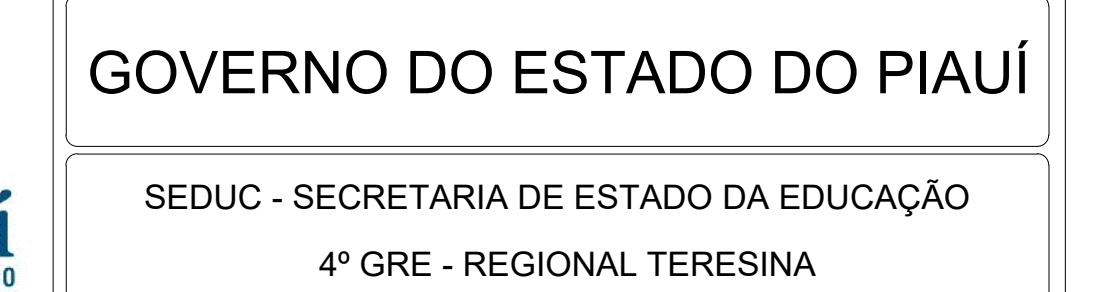 GOVERNO DO ESTADO DO PIAUÍ
SEDUC - SECRETARIA DE ESTADO DA EDUCAÇÃO
4º GRE - REGIONAL TERESINA